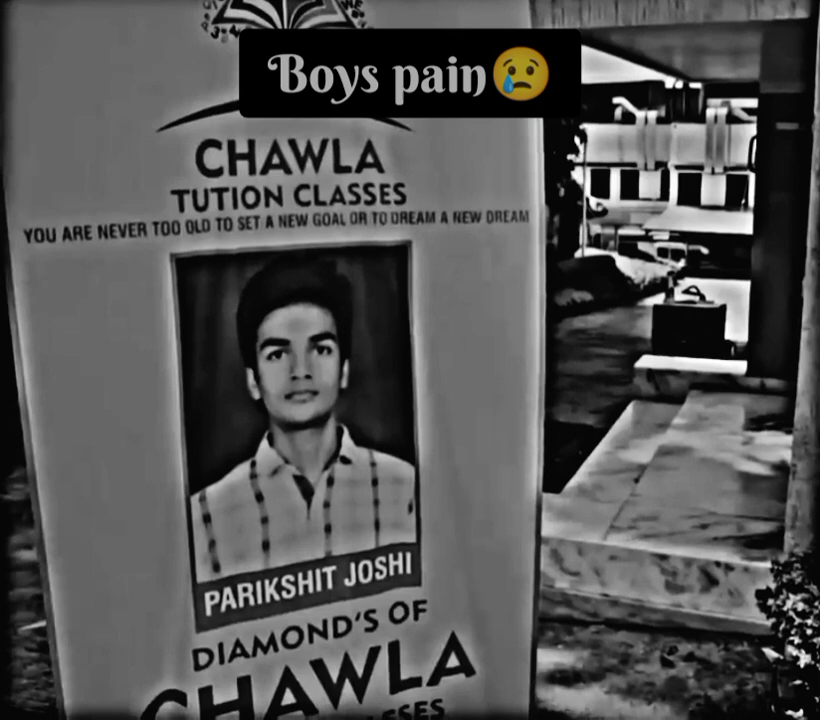 Boys pain😢
CHAWLA
TUTION CLASSES
YOU ARE NEVER TOO OLD TO SET A NEW GOAL OR TO DREAM A NEW DREAM
PARIKSHIT JOSHI
DIAMOND'S OF
CHAWLA